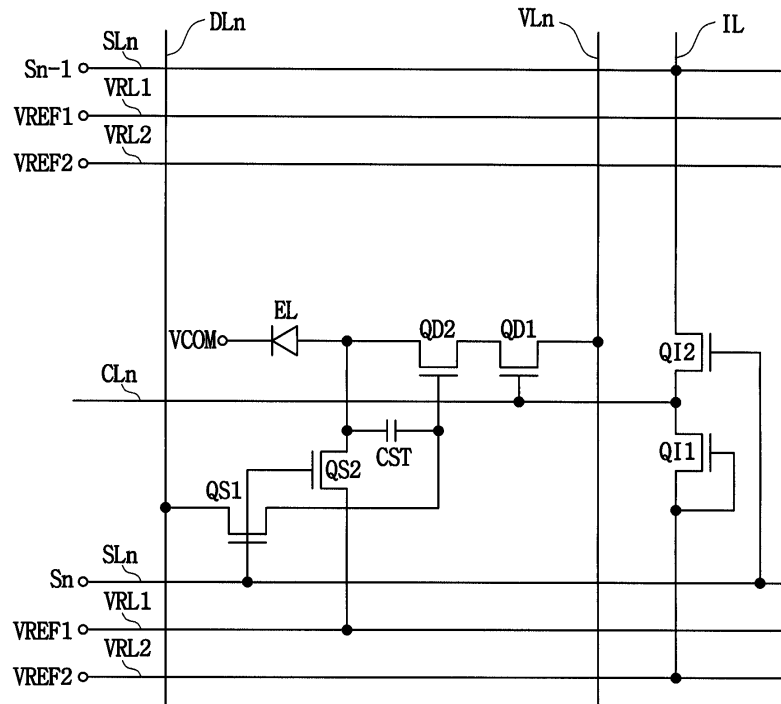 DLn
VLn
IL
SLn
Sn-1
VRL1
VREF1
VRL2
VREF2
EL
QD2
QD1
VCOM
QI2
CLn
CST
QI1
QS2
QS1
SLn
Sn
VRL1
VREF1
VRL2
VREF2